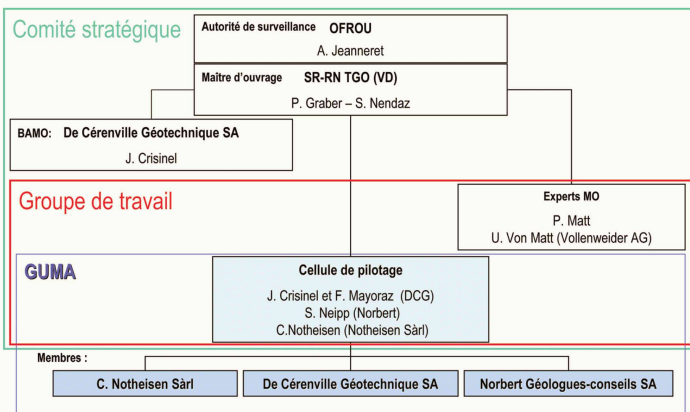 Comité stratégique
Autorité de surveillance OFROU
A. Jeanneret
Maître d'ouvrage SR-RN TGO (VD)
P. Graber – S. Nendaz
BAMO: De Cérenville Géotechnique SA
J. Crisinel
Groupe de travail
Experts MO
P. Matt
U. Von Matt (Vollenweider AG)
GUMA
Cellule de pilotage
J. Crisinel et F. Mayoraz (DCG)
S. Neipp (Norbert)
C.Notheisen (Notheisen Sàrl)
Membres :
C. Notheisen Sàrl
De Cérenville Géotechnique SA
Norbert Géologues-conseils SA